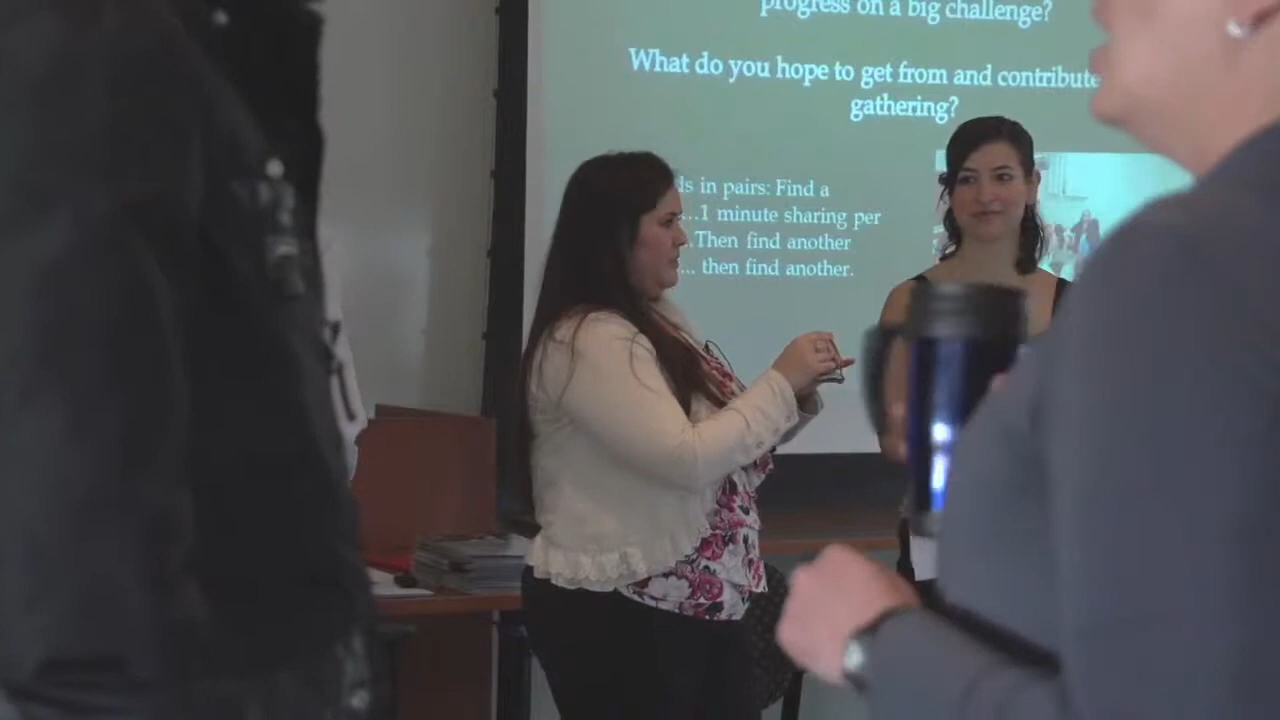 progress on a big challenge?
What do you hope to get from and contribute
gathering?
in pairs: Find a
...1 minute sharing per
.Then find another
... then find another.